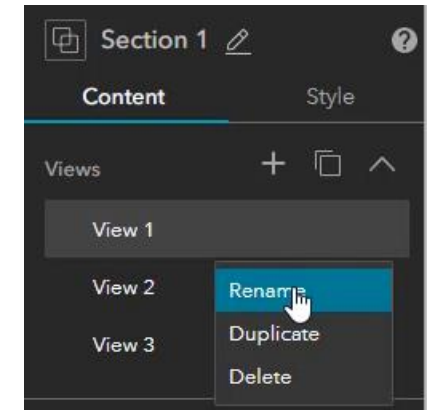 Section 1
Content Style
Views
View 1
View 2 Rename
View 3 Duplicate
Delete